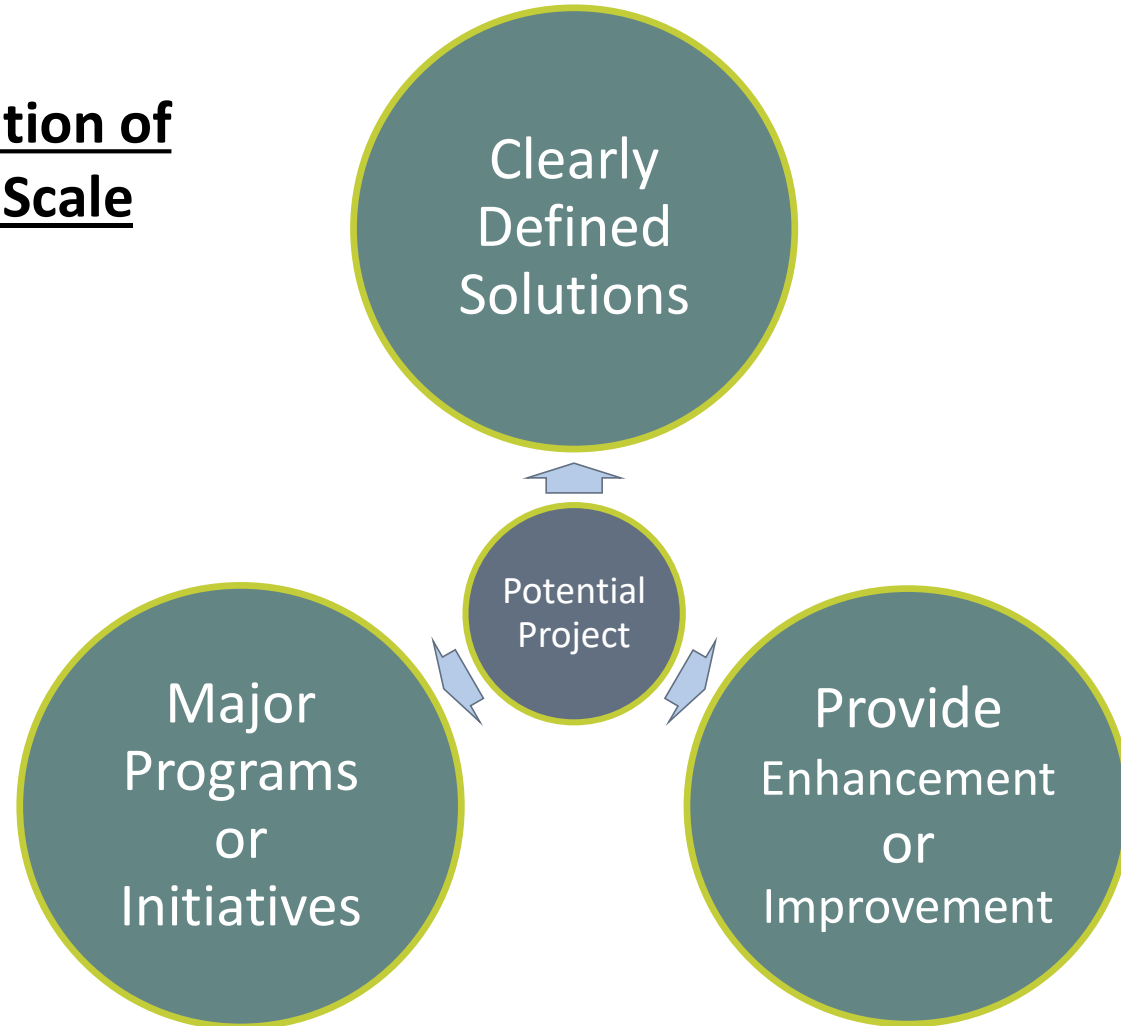 tion of
Scale
Clearly
Defined
Solutions
Potential
Project
Major
Programs
or
Initiatives
Provide
Enhancement
or
Improvement